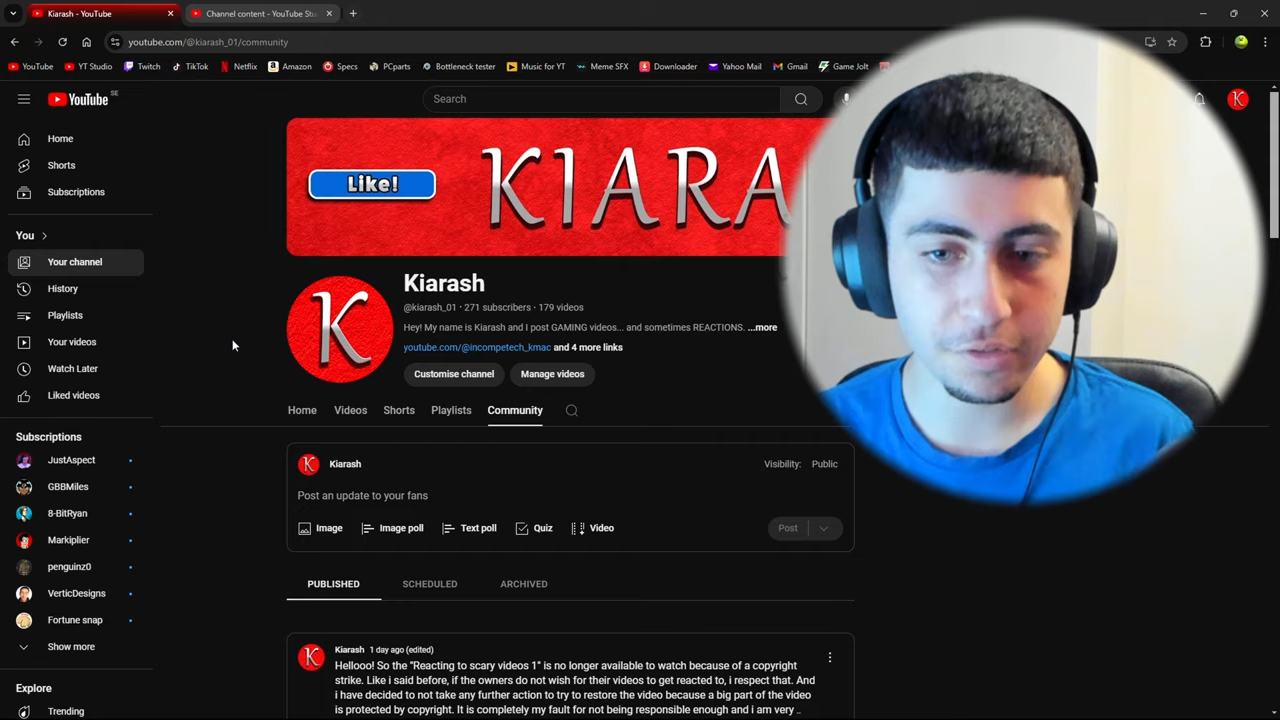 Kiarash - YouTube
Channel content - YouTube Stu
youtube.com/@kiarash_01/community
YouTube
YT Studio
Twitch
TikTok
Netflix
Amazon
Specs
PCparts
Bottleneck tester
Music for YT
Meme SFX
Downloader
Yahoo Mail
Gmail
Game Jolt
YouTube SE
Search
K
Home
Shorts
Subscriptions
You
Your channel
History
Playlists
Your videos
Watch Later
Liked videos
Subscriptions
JustAspect
GBBMiles
8-BitRyan
Markiplier
penguinz0
VerticDesigns
Fortune snap
Show more
Explore
Trending
Like!
KIARA
K
Kiarash
@kiarash_01 · 271 subscribers · 179 videos
Hey! My name is Kiarash and I post GAMING videos... and sometimes REACTIONS. ...more
youtube.com/@incompetech_kmac and 4 more links
Customise channel
Manage videos
Home
Videos
Shorts
Playlists
Community
K
Kiarash
Visibility: Public
Post an update to your fans
Image
Image poll
Text poll
Quiz
Video
Post
PUBLISHED
SCHEDULED
ARCHIVED
K
Kiarash 1 day ago (edited)
Hellooo! So the "Reacting to scary videos 1" is no longer available to watch because of a copyright
strike. Like i said before, if the owners do not wish for their videos to get reacted to, i respect that. And
i have decided to not take any further action to try to restore the video because a big part of the video
is protected by copyright. It is completely my fault for not being responsible enough and i am very ..